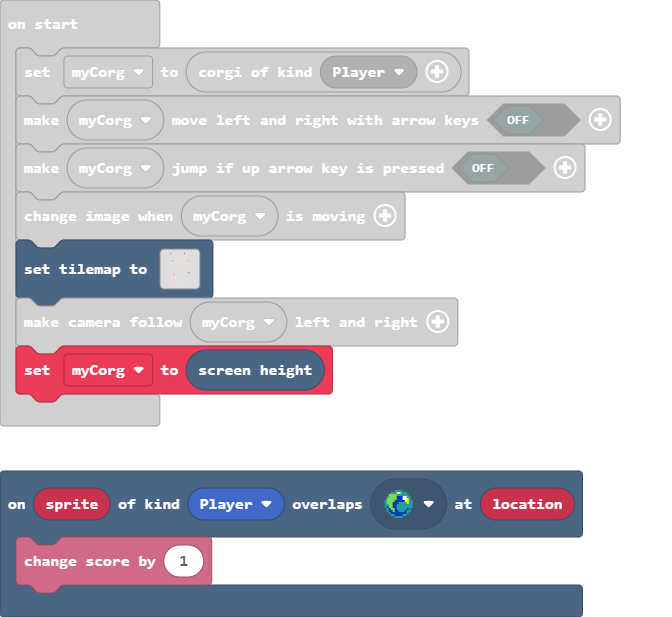 on start
set myCorg to corgi of kind Player
make myCorg move left and right with arrow keys OFF
make myCorg jump if up arrow key is pressed OFF
change image when myCorg is moving
set tilemap to
make camera follow myCorg left and right
set myCorg to screen height
on sprite of kind Player overlaps at location
change score by 1